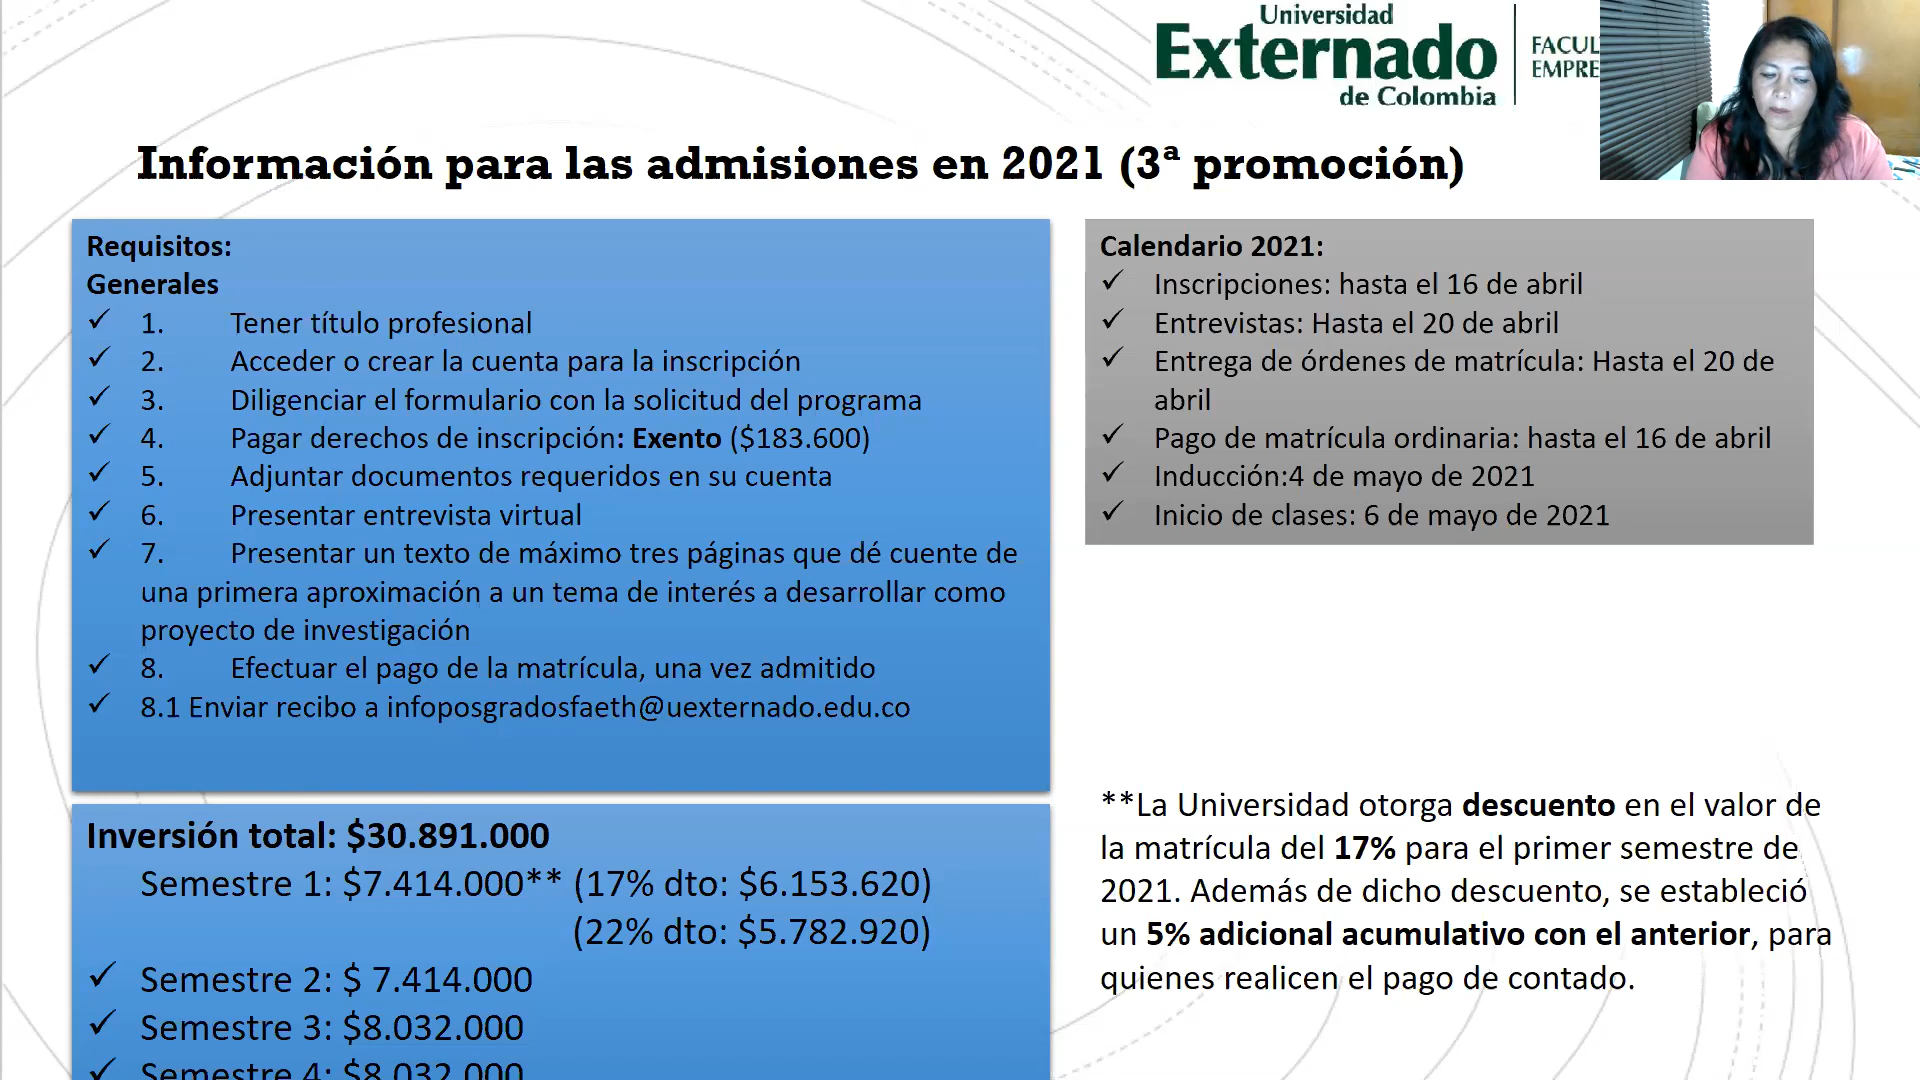 Universidad
Externado
de Colombia
FACUL
EMPRE
Información para las admisiones en 2021 (3ª promoción)
Requisitos:
Generales
✓ 1. Tener título profesional
✓ 2. Acceder o crear la cuenta para la inscripción
✓ 3. Diligenciar el formulario con la solicitud del programa
✓ 4. Pagar derechos de inscripción: Exento ($183.600)
✓ 5. Adjuntar documentos requeridos en su cuenta
✓ 6. Presentar entrevista virtual
✓ 7. Presentar un texto de máximo tres páginas que dé cuente de
una primera aproximación a un tema de interés a desarrollar como
proyecto de investigación
✓ 8. Efectuar el pago de la matrícula, una vez admitido
✓ 8.1 Enviar recibo a infoposgradosfaeth@uexternado.edu.co
Calendario 2021:
✓ Inscripciones: hasta el 16 de abril
✓ Entrevistas: Hasta el 20 de abril
✓ Entrega de órdenes de matrícula: Hasta el 20 de
abril
✓ Pago de matrícula ordinaria: hasta el 16 de abril
✓ Inducción:4 de mayo de 2021
✓ Inicio de clases: 6 de mayo de 2021
Inversión total: $30.891.000
Semestre 1: $7.414.000** (17% dto: $6.153.620)
(22% dto: $5.782.920)
✓ Semestre 2: $ 7.414.000
✓ Semestre 3: $8.032.000
✓ Semestre 4: $8.032.000
**La Universidad otorga descuento en el valor de
la matrícula del 17% para el primer semestre de
2021. Además de dicho descuento, se estableció
un 5% adicional acumulativo con el anterior, para
quienes realicen el pago de contado.